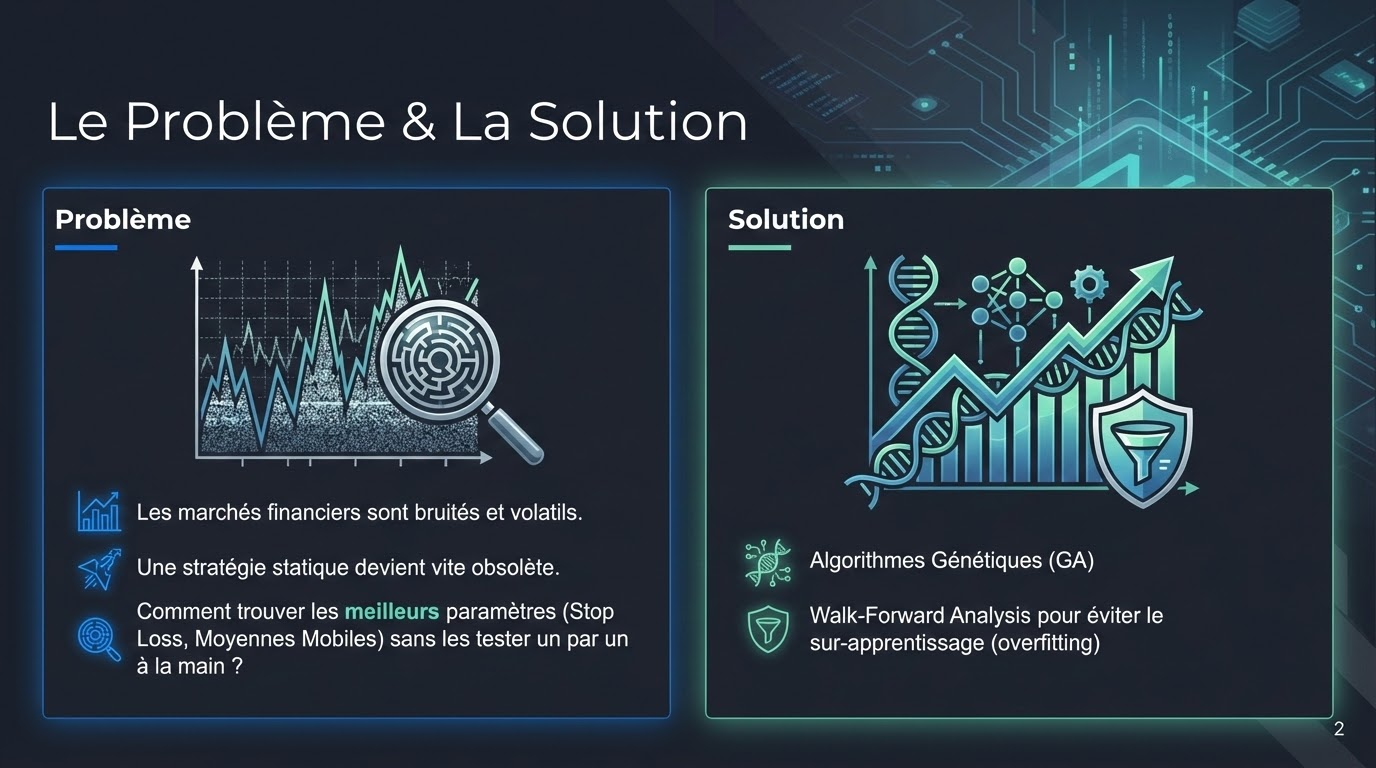 Le Problème & La Solution
Problème
Les marchés financiers sont bruités et volatils.
Une stratégie statique devient vite obsolète.
Comment trouver les meilleurs paramètres (Stop
Loss, Moyennes Mobiles) sans les tester un par un
à la main ?
Solution
Algorithmes Génétiques (GA)
Walk-Forward Analysis pour éviter le
sur-apprentissage (overfitting)
2